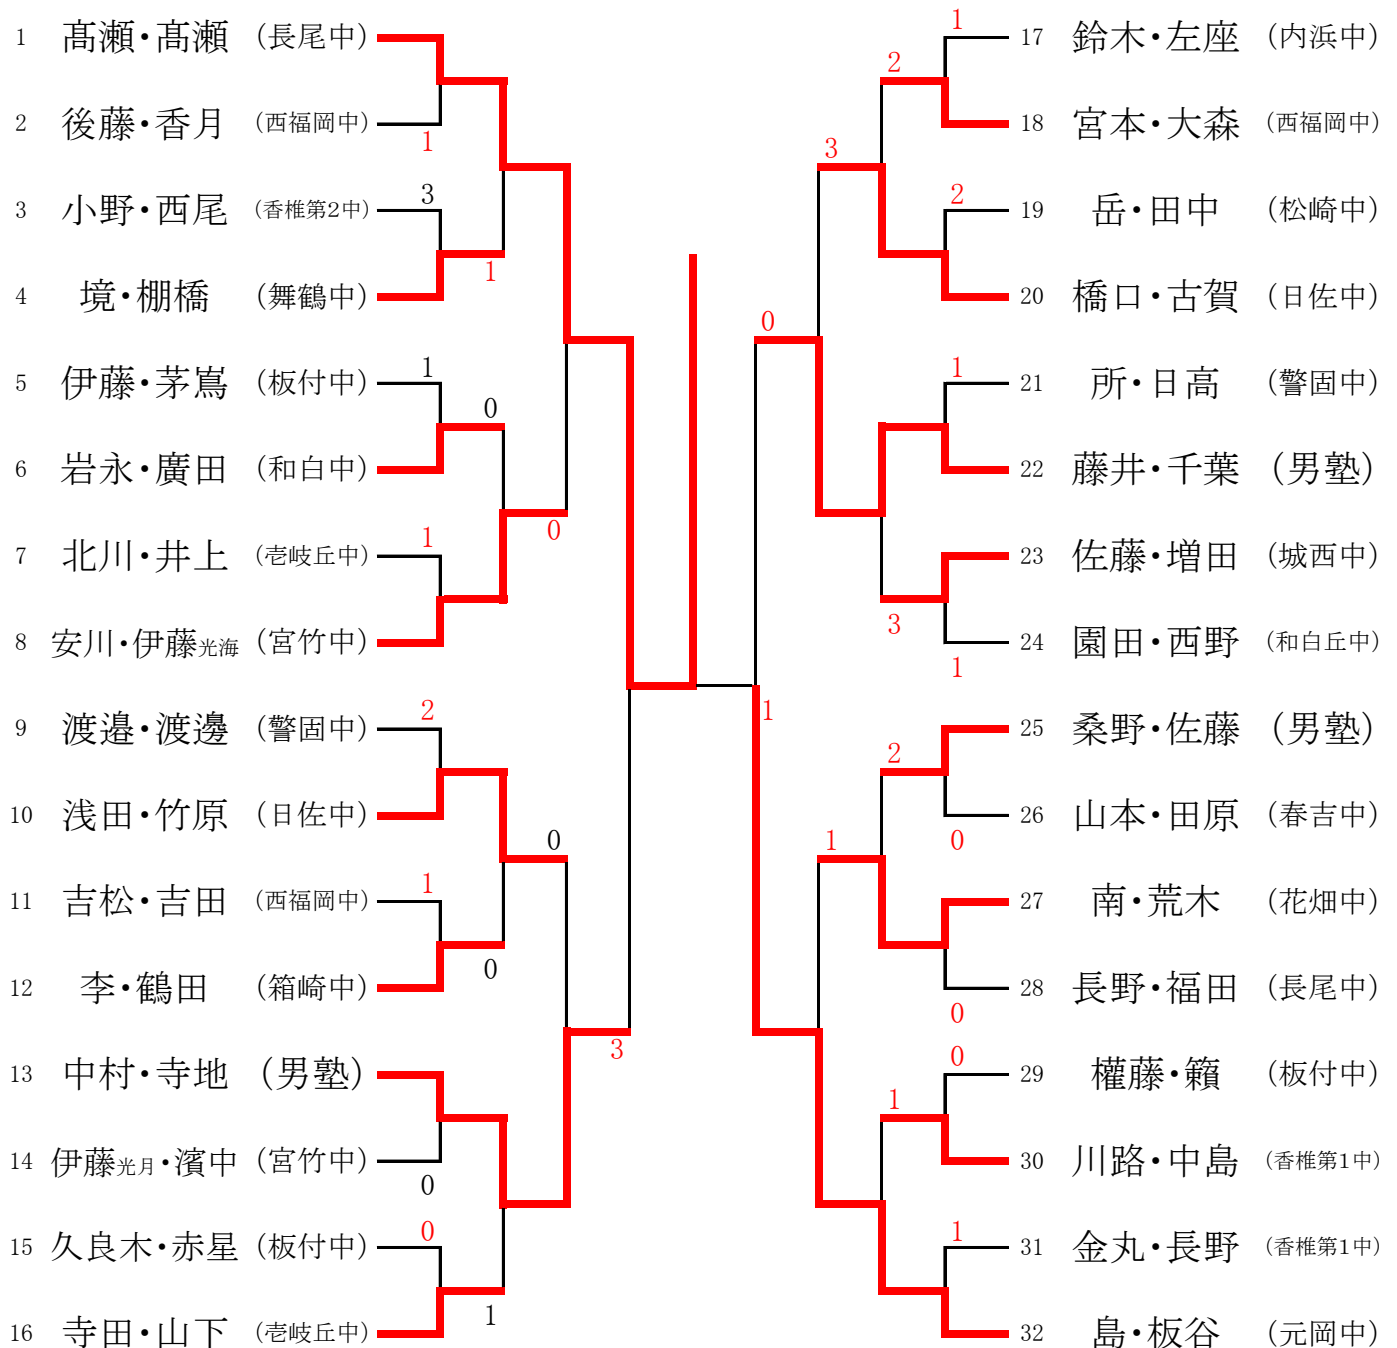 1 髙瀬・髙瀬 (長尾中)
2 後藤・香月 (西福岡中)
1
3 小野・西尾 (香椎第2中) 3
4 境・棚橋 (舞鶴中)
1
5 伊藤・茅嶌 (板付中) 1
0
6 岩永・廣田 (和白中)
7 北川・井上 (壱岐丘中) 1
0
8 安川・伊藤光海 (宮竹中)
9 渡邉・渡邊 (警固中) 2
10 浅田・竹原 (日佐中)
0
11 吉松・吉田 (西福岡中) 1
0
12 李・鶴田 (箱崎中)
3
13 中村・寺地 (男塾)
14 伊藤光月・濱中 (宮竹中)
0
15 久良木・赤星 (板付中) 0
1
16 寺田・山下 (壱岐丘中)
1 17 鈴木・左座 (内浜中)
2
18 宮本・大森 (西福岡中)
3
2 19 岳・田中 (松崎中)
20 橋口・古賀 (日佐中)
0
1 21 所・日高 (警固中)
22 藤井・千葉 (男塾)
23 佐藤・増田 (城西中)
3
24 園田・西野 (和白丘中)
1
1
25 桑野・佐藤 (男塾)
2
26 山本・田原 (春吉中)
0
1
27 南・荒木 (花畑中)
28 長野・福田 (長尾中)
0
0 29 權藤・籟 (板付中)
1
30 川路・中島 (香椎第1中)
1 31 金丸・長野 (香椎第1中)
32 島・板谷 (元岡中)